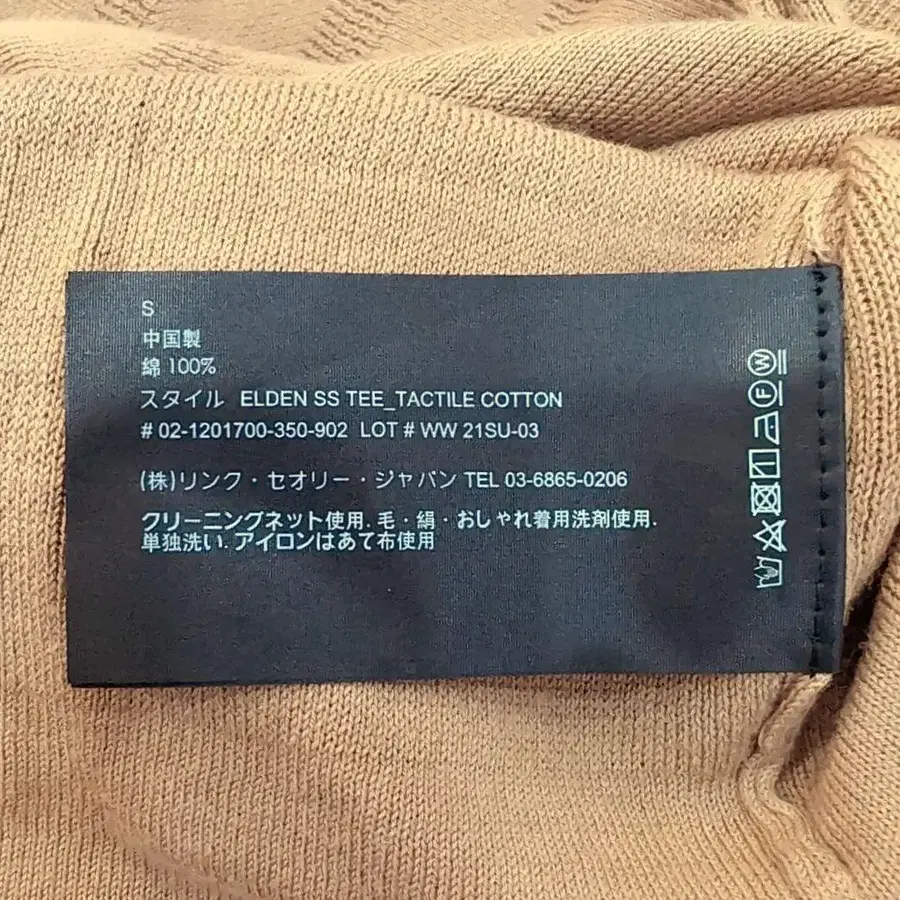 S
中国製
綿 100%
スタイル ELDEN SS TEE_TACTILE COTTON
# 02-1201700-350-902 LOT # WW 21SU-03
(株)リンク・セオリー・ジャパン TEL 03-6865-0206
クリーニングネット使用. 毛・絹・おしゃれ着用洗剤使用.
単独洗い. アイロンはあて布使用
W
F